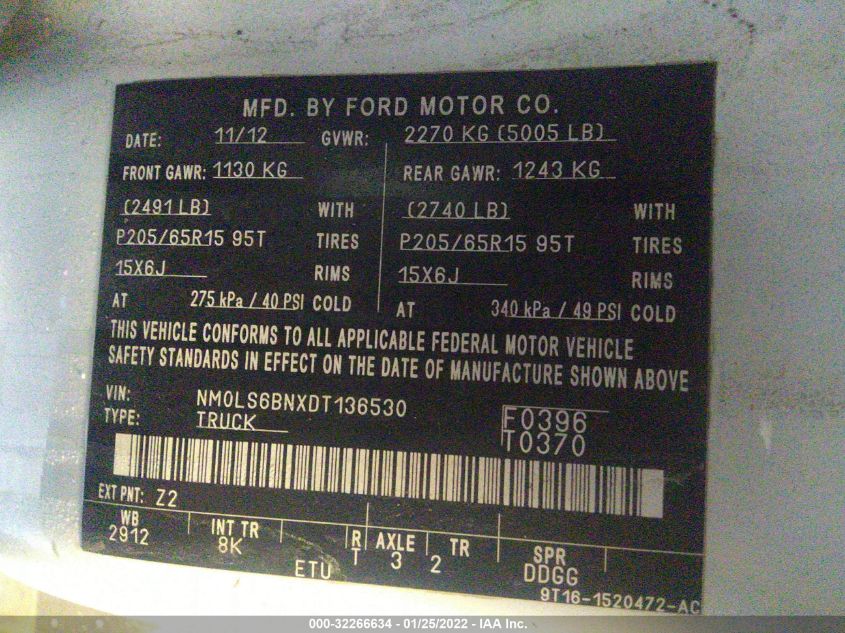 MFD. BY FORD MOTOR CO.
DATE: 11/12 GVWR: 2270 KG (5005 LB)
FRONT GAWR: 1130 KG REAR GAWR: 1243 KG
(2491 LB) WITH (2740 LB) WITH
P205/65R15 95T TIRES P205/65R15 95T TIRES
15X6J RIMS 15X6J RIMS
AT 275 kPa / 40 PSI COLD AT 340 kPa / 49 PSI COLD
THIS VEHICLE CONFORMS TO ALL APPLICABLE FEDERAL MOTOR VEHICLE
SAFETY STANDARDS IN EFFECT ON THE DATE OF MANUFACTURE SHOWN ABOVE
VIN: NM0LS6BNXDT136530
TYPE: TRUCK
F0396
T0370
EXT PNT: Z2
WB INT TR R AXLE TR SPR
2912 8K T 3 2 DDGG
ETU
9T16-1520472-AC
000-32266634 - 01/25/2022 - IAA Inc.